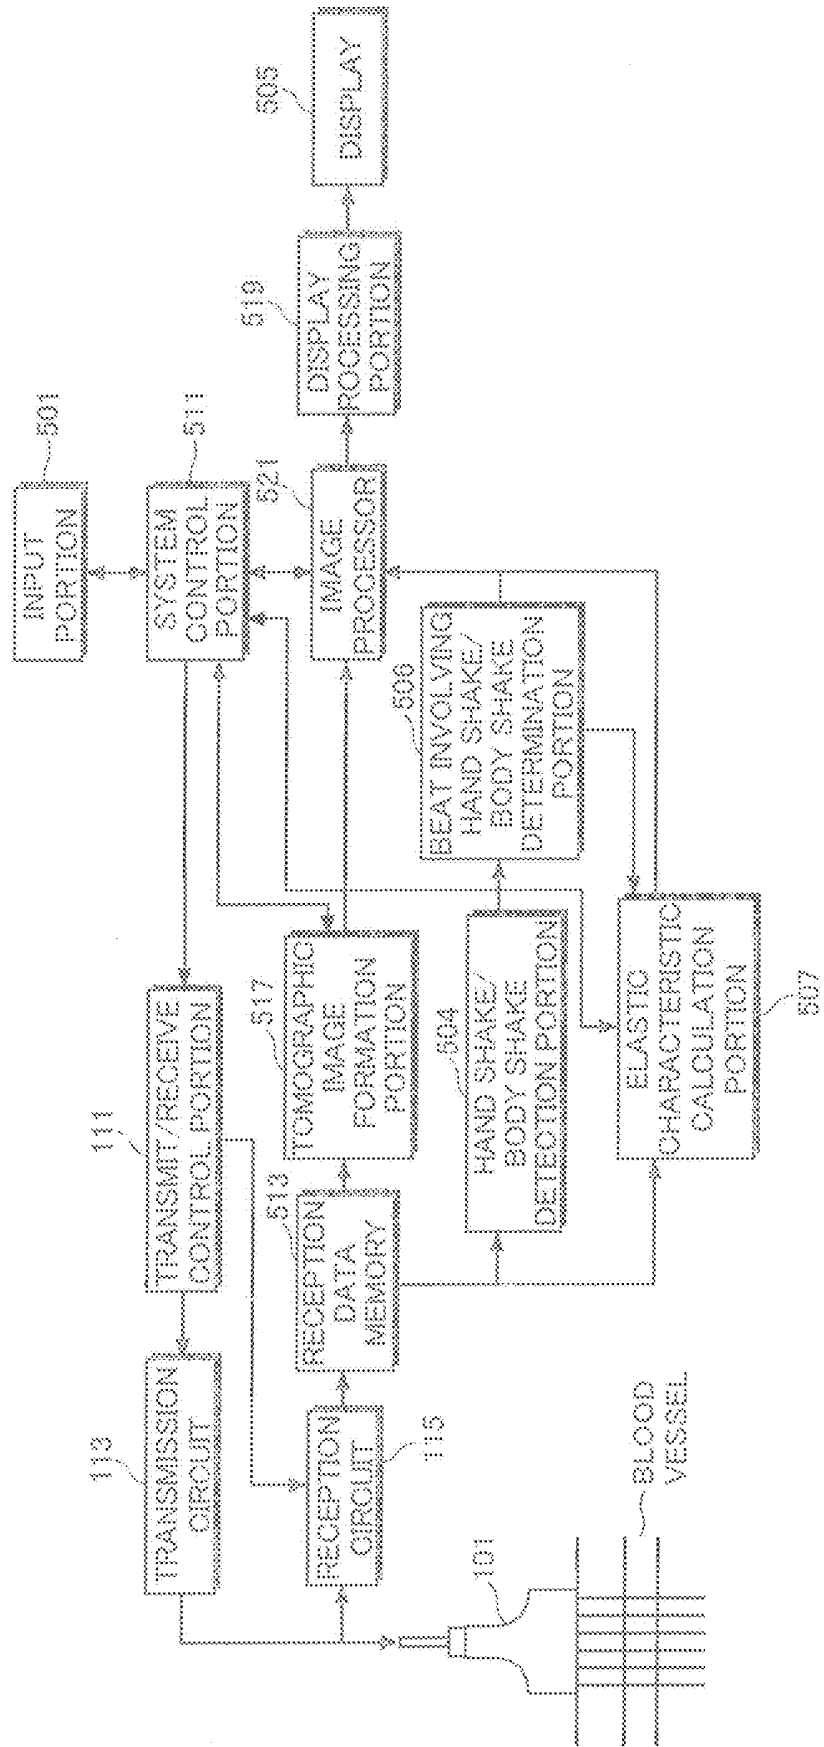 501
INPUT
PORTION
511
SYSTEM
CONTROL
PORTION
111
TRANSMIT/RECEIVE
CONTROL PORTION
113
TRANSMISSION
CIRCUIT
505
DISPLAY
519
DISPLAY
ROCESSING
PORTION
521
IMAGE
PROCESSOR
517
TOMOGRAPHIC
IMAGE
FORMATION
PORTION
513
RECEPTION
DATA
MEMORY
RECEPTION
CIRCUIT
115
506
BEAT INVOLVING
HAND SHAKE/
BODY SHAKE
DETERMINATION
PORTION
504
HAND SHAKE/
BODY SHAKE
DETECTION PORTION
ELASTIC
CHARACTERISTIC
CALCULATION
PORTION
507
101
BLOOD
VESSEL